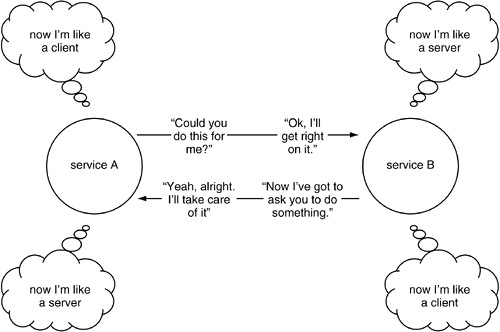 now I'm like
a client
now I'm like
a server
"Could you
do this for
me?"
"Ok, I'll
get right
on it."
service A
service B
"Yeah, alright.
I'll take care
of it"
"Now I've got to
ask you to do
something."
now I'm like
a server
now I'm like
a client